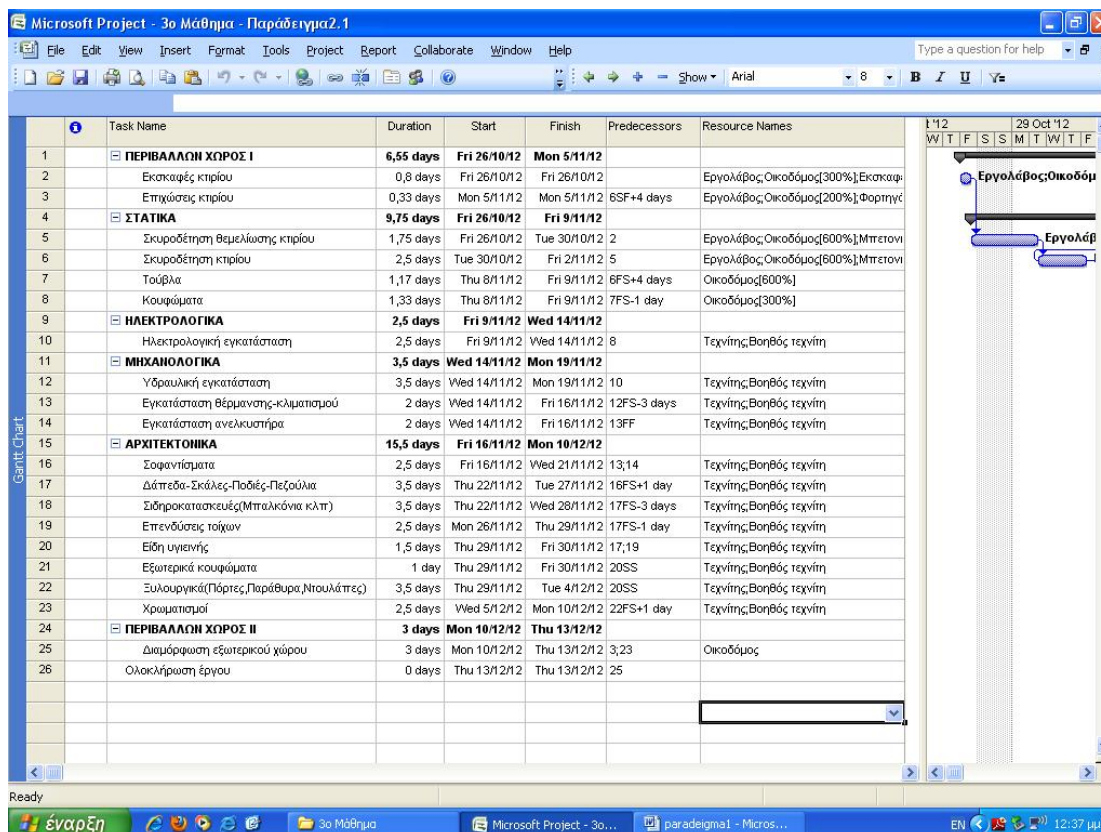 Microsoft Project - 3ο Μάθημα - Παράδειγμα2.1
File Edit View Insert Format Tools Project Report Collaborate Window Help Type a question for help
Show Arial 8 B I U
Task Name Duration Start Finish Predecessors Resource Names '12 29 Oct '12
W T F S S M T W T F
1 ΠΕΡΙΒΑΛΛΩΝ ΧΩΡΟΣ Ι 6,55 days Fri 26/10/12 Mon 5/11/12
2 Εκσκαφές κτιρίου 0,8 days Fri 26/10/12 Fri 26/10/12 Εργολάβος;Οικοδόμος[300%];Εκσκαφ Εργολάβος;Οικοδόμ
3 Επιχώσεις κτιρίου 0,33 days Mon 5/11/12 Mon 5/11/12 6SF+4 days Εργολάβος;Οικοδόμος[200%];Φορτηγ
4 ΣΤΑΤΙΚΑ 9,75 days Fri 26/10/12 Fri 9/11/12
5 Σκυροδέτηση θεμελίωσης κτιρίου 1,75 days Fri 26/10/12 Tue 30/10/12 2 Εργολάβος;Οικοδόμος[600%];Μπετον Εργολάβ
6 Σκυροδέτηση κτιρίου 2,5 days Tue 30/10/12 Fri 2/11/12 5 Εργολάβος;Οικοδόμος[600%];Μπετον
7 Τούβλα 1,17 days Thu 8/11/12 Fri 9/11/12 6FS+4 days Οικοδόμος[600%]
8 Κουφώματα 1,33 days Thu 8/11/12 Fri 9/11/12 7FS-1 day Οικοδόμος[300%]
9 ΗΛΕΚΤΡΟΛΟΓΙΚΑ 2,5 days Fri 9/11/12 Wed 14/11/12
10 Ηλεκτρολογική εγκατάσταση 2,5 days Fri 9/11/12 Wed 14/11/12 8 Τεχνίτης;Βοηθός τεχνίτη
11 ΜΗΧΑΝΟΛΟΓΙΚΑ 3,5 days Wed 14/11/12 Mon 19/11/12
12 Υδραυλική εγκατάσταση 3,5 days Wed 14/11/12 Mon 19/11/12 10 Τεχνίτης;Βοηθός τεχνίτη
13 Εγκατάσταση θέρμανσης-κλιματισμού 2 days Wed 14/11/12 Fri 16/11/12 12FS-3 days Τεχνίτης;Βοηθός τεχνίτη
14 Εγκατάσταση ανελκυστήρα 2 days Wed 14/11/12 Fri 16/11/12 13FF Τεχνίτης;Βοηθός τεχνίτη
15 ΑΡΧΙΤΕΚΤΟΝΙΚΑ 15,5 days Fri 16/11/12 Mon 10/12/12
16 Σοφαντίσματα 2,5 days Fri 16/11/12 Wed 21/11/12 13;14 Τεχνίτης;Βοηθός τεχνίτη
17 Δάπεδα-Σκάλες-Ποδιές-Πεζούλια 3,5 days Thu 22/11/12 Tue 27/11/12 16FS+1 day Τεχνίτης;Βοηθός τεχνίτη
18 Σιδηροκατασκευές(Μπαλκόνια κλπ) 3,5 days Thu 22/11/12 Wed 28/11/12 17FS-3 days Τεχνίτης;Βοηθός τεχνίτη
19 Επενδύσεις τοίχων 2,5 days Mon 26/11/12 Thu 29/11/12 17FS-1 day Τεχνίτης;Βοηθός τεχνίτη
20 Είδη υγιεινής 1,5 days Thu 29/11/12 Fri 30/11/12 17;19 Τεχνίτης;Βοηθός τεχνίτη
21 Εξωτερικά κουφώματα 1 day Thu 29/11/12 Fri 30/11/12 20SS Τεχνίτης;Βοηθός τεχνίτη
22 Ξυλουργικά(Πόρτες,Παράθυρα,Ντουλάπες) 3,5 days Thu 29/11/12 Tue 4/12/12 20SS Τεχνίτης;Βοηθός τεχνίτη
23 Χρωματισμοί 2,5 days Wed 5/12/12 Mon 10/12/12 22FS+1 day Τεχνίτης;Βοηθός τεχνίτη
24 ΠΕΡΙΒΑΛΛΩΝ ΧΩΡΟΣ ΙΙ 3 days Mon 10/12/12 Thu 13/12/12
25 Διαμόρφωση εξωτερικού χώρου 3 days Mon 10/12/12 Thu 13/12/12 3;23 Οικοδόμος
26 Ολοκλήρωση έργου 0 days Thu 13/12/12 Thu 13/12/12 25
Gantt Chart
Ready
έναρξη 3ο Μάθημα Microsoft Project - 3ο... paradeigma1 - Micros... EN 12:37 μμ